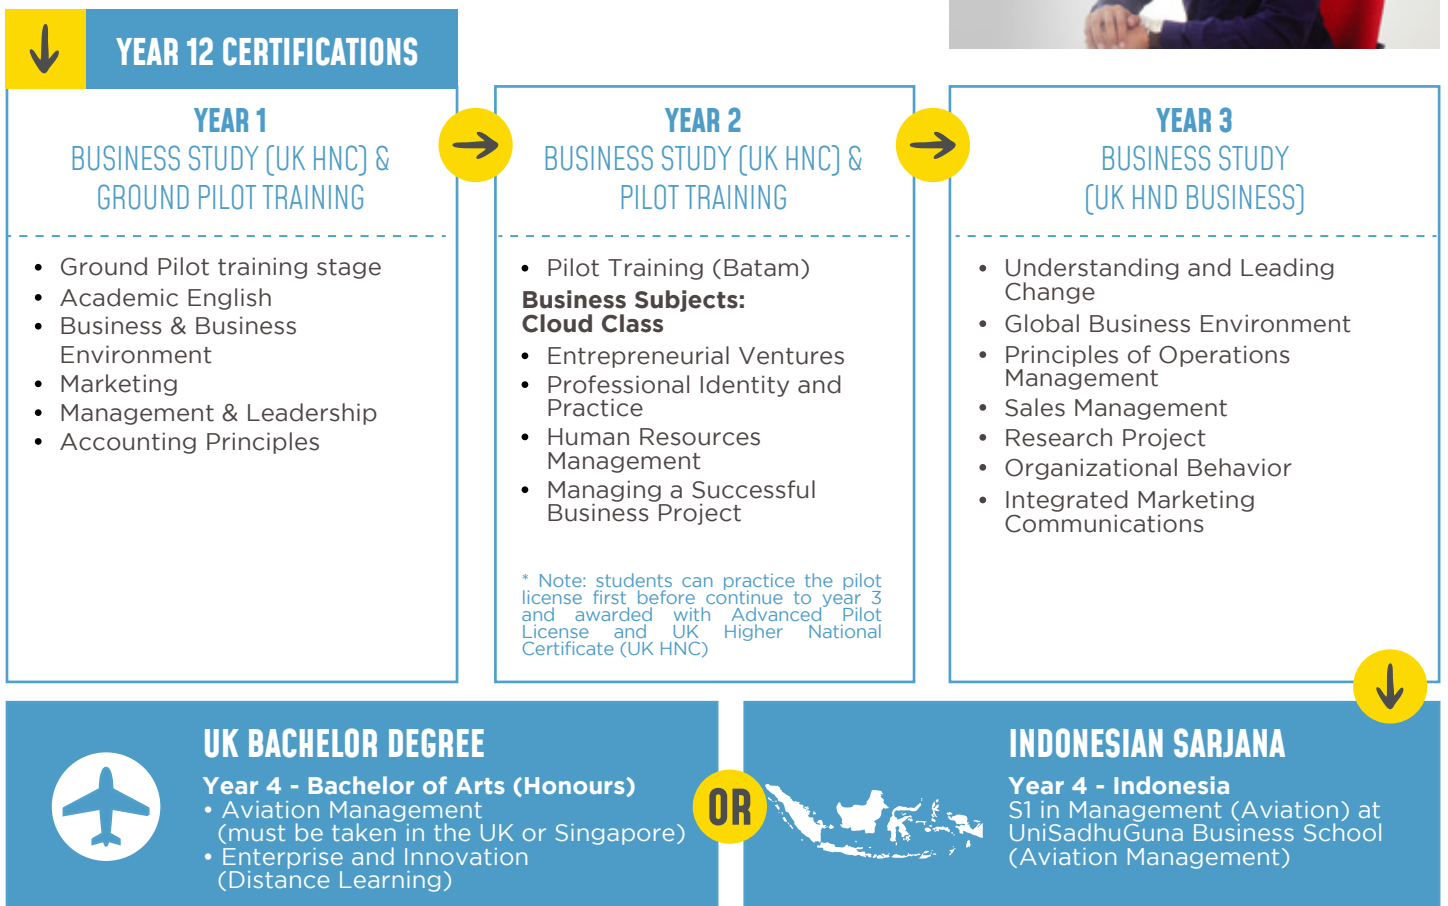 YEAR 12 CERTIFICATIONS
YEAR 1
BUSINESS STUDY (UK HNC) &
GROUND PILOT TRAINING
• Ground Pilot training stage
• Academic English
• Business & Business
Environment
• Marketing
• Management & Leadership
• Accounting Principles
YEAR 2
BUSINESS STUDY (UK HNC) &
PILOT TRAINING
• Pilot Training (Batam)
Business Subjects:
Cloud Class
• Entrepreneurial Ventures
• Professional Identity and
Practice
• Human Resources
Management
• Managing a Successful
Business Project
* Note: students can practice the pilot
license first before continue to year 3
and awarded with Advanced Pilot
License and UK Higher National
Certificate (UK HNC)
YEAR 3
BUSINESS STUDY
(UK HND BUSINESS)
• Understanding and Leading
Change
• Global Business Environment
• Principles of Operations
Management
• Sales Management
• Research Project
• Organizational Behavior
• Integrated Marketing
Communications
UK BACHELOR DEGREE
Year 4 - Bachelor of Arts (Honours)
• Aviation Management
(must be taken in the UK or Singapore)
• Enterprise and Innovation
(Distance Learning)
OR
INDONESIAN SARJANA
Year 4 - Indonesia
S1 in Management (Aviation) at
UniSadhuGuna Business School
(Aviation Management)